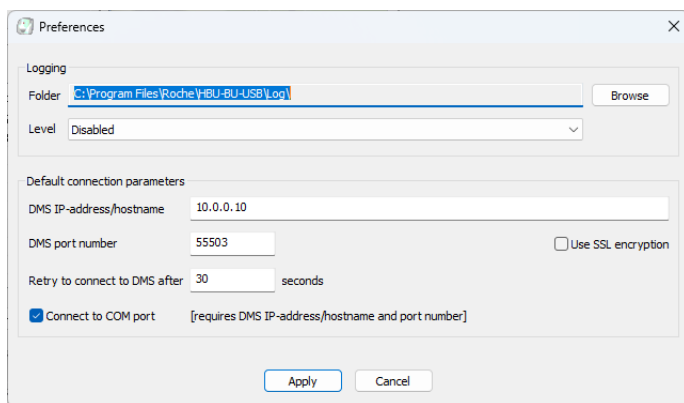 Preferences
Logging
Folder C:\Program Files\Roche\HBU-BU-USB\Log\ Browse
Level Disabled
Default connection parameters
DMS IP-address/hostname 10.0.0.10
DMS port number 55503 Use SSL encryption
Retry to connect to DMS after 30 seconds
Connect to COM port [requires DMS IP-address/hostname and port number]
Apply Cancel